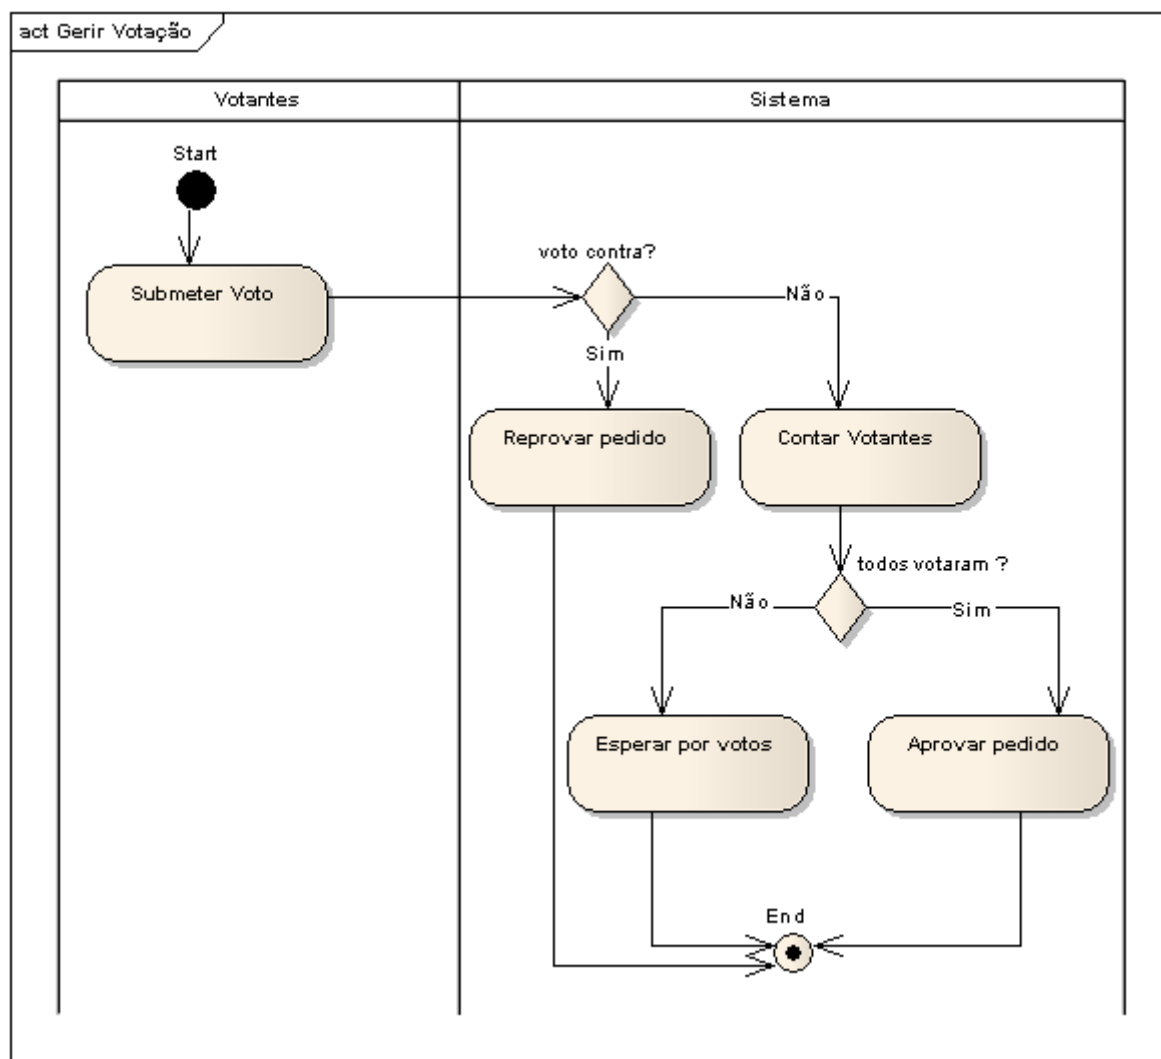 act Gerir Votação
Votantes
Sistema
Start
voto contra?
Submeter Voto
Não
Sim
Reprovar pedido
Contar Votantes
todos votaram ?
Não
Sim
Esperar por votos
Aprovar pedido
End